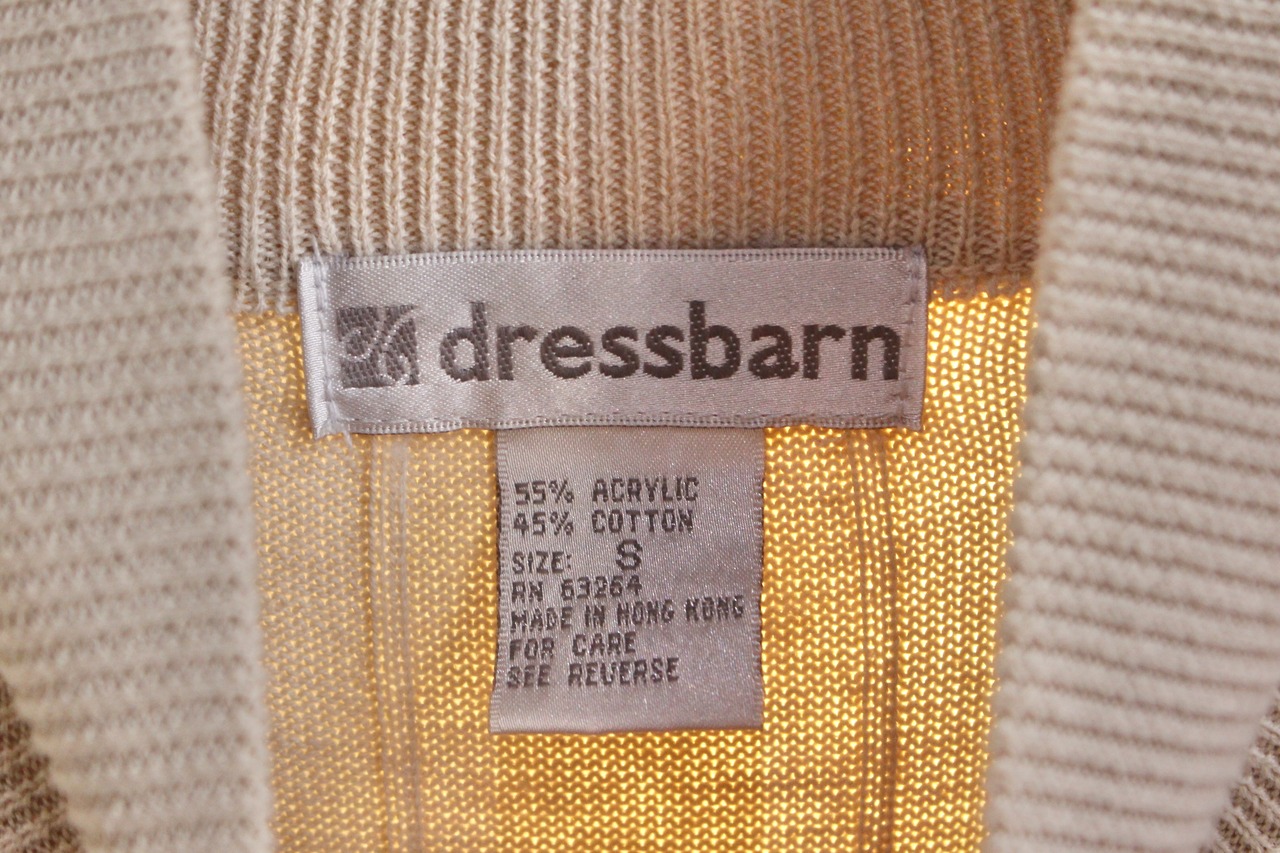 dressbarn
55% ACRYLIC
45% COTTON
SIZE: S
RN 63264
MADE IN HONG KONG
FOR CARE
SEE REVERSE